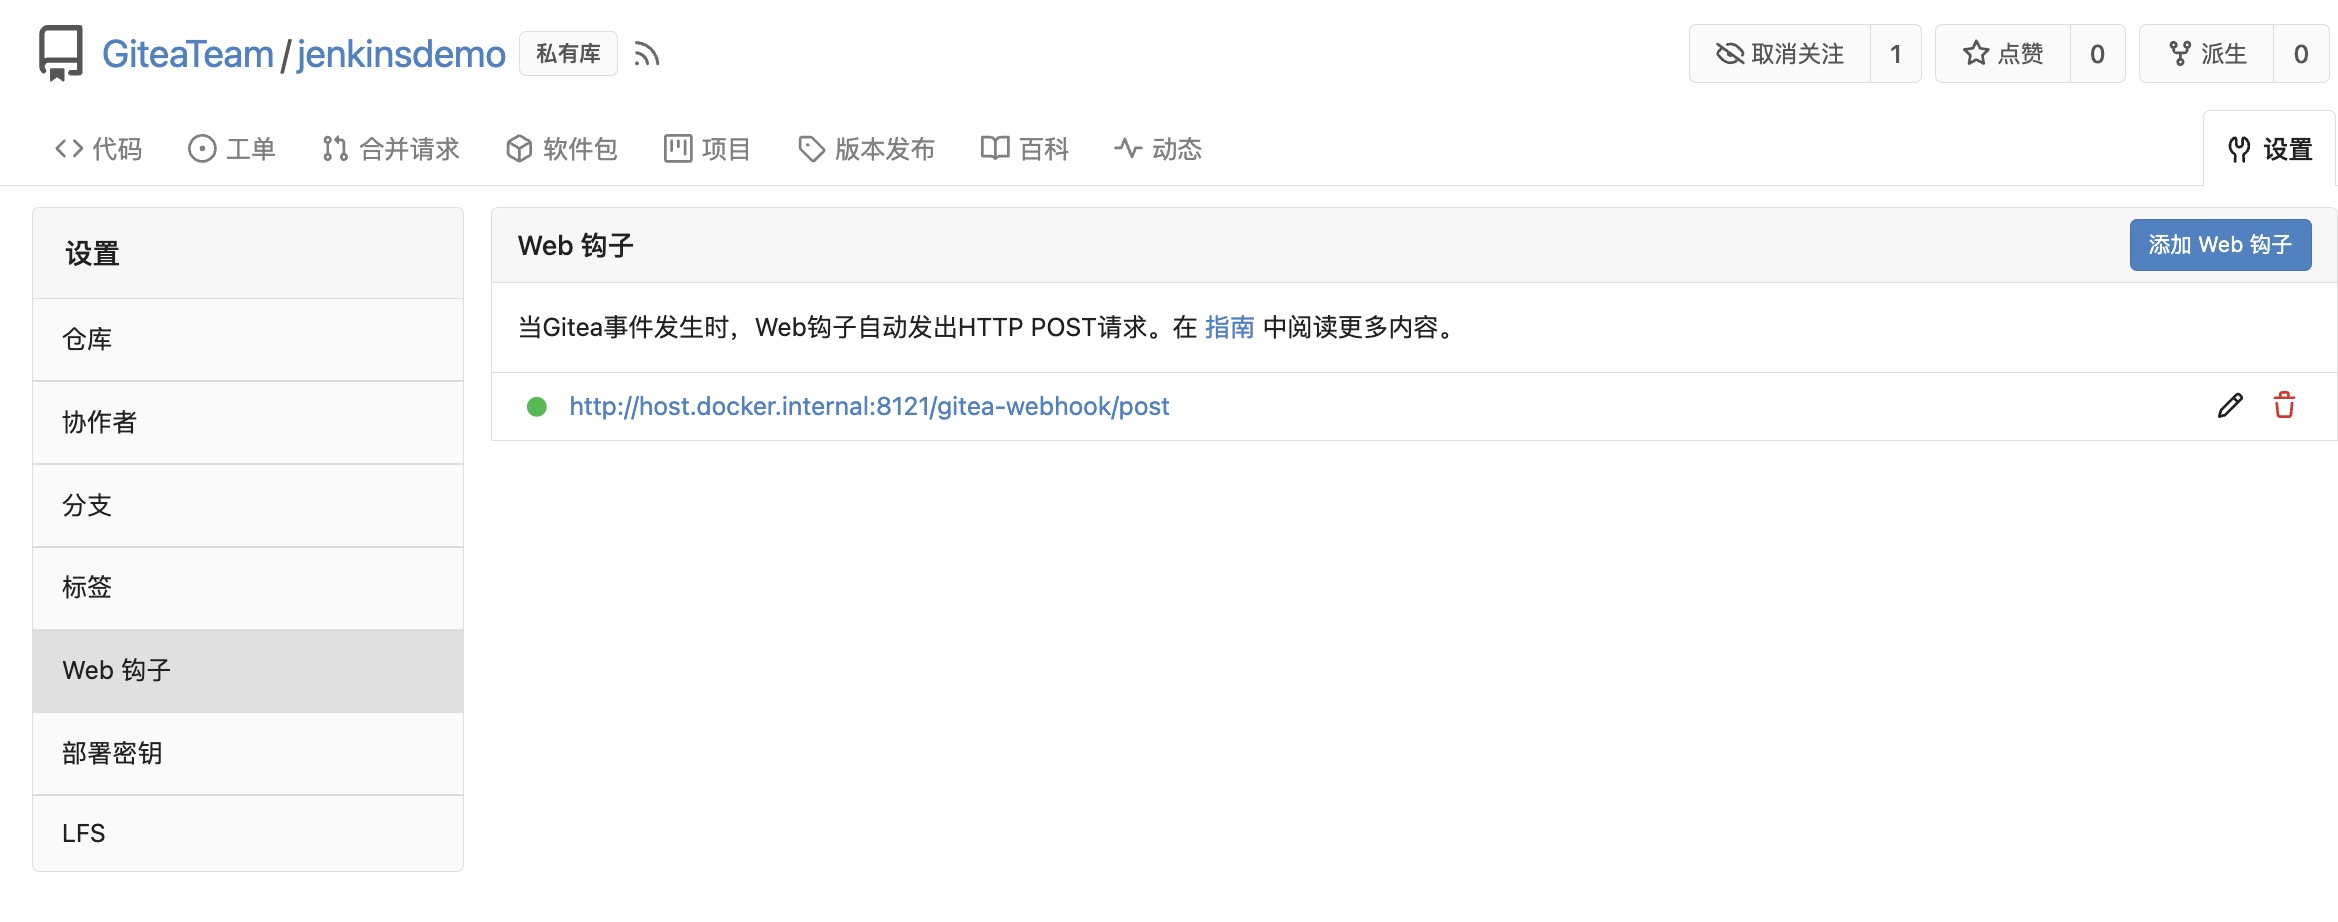 GiteaTeam / jenkinsdemo 私有库
取消关注 1 点赞 0 派生 0
代码 工单 合并请求 软件包 项目 版本发布 百科 动态 设置
设置
仓库
协作者
分支
标签
Web 钩子
部署密钥
LFS
Web 钩子 添加 Web 钩子
当Gitea事件发生时，Web钩子自动发出HTTP POST请求。在 指南 中阅读更多内容。
http://host.docker.internal:8121/gitea-webhook/post